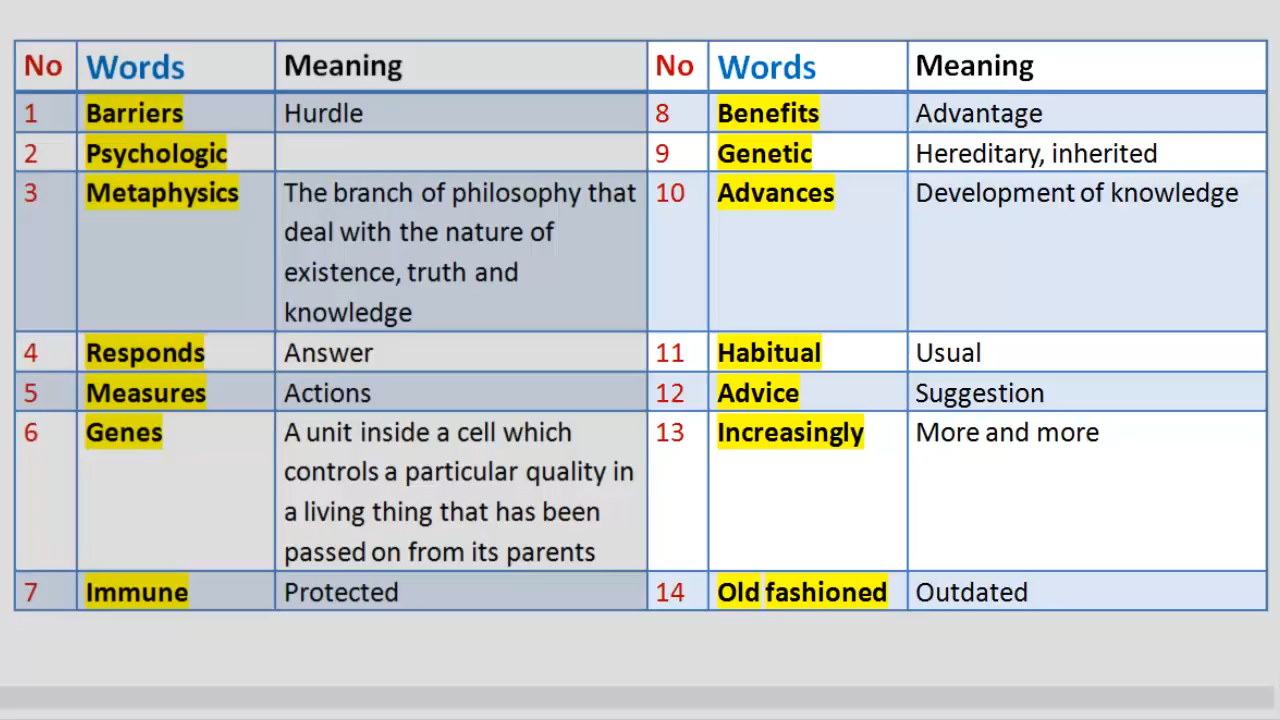 No Words Meaning No Words Meaning
1 Barriers Hurdle 8 Benefits Advantage
2 Psychologic 9 Genetic Hereditary, inherited
3 Metaphysics The branch of philosophy that 10 Advances Development of knowledge
deal with the nature of
existence, truth and
knowledge
4 Responds Answer 11 Habitual Usual
5 Measures Actions 12 Advice Suggestion
6 Genes A unit inside a cell which 13 Increasingly More and more
controls a particular quality in
a living thing that has been
passed on from its parents
7 Immune Protected 14 Old fashioned Outdated